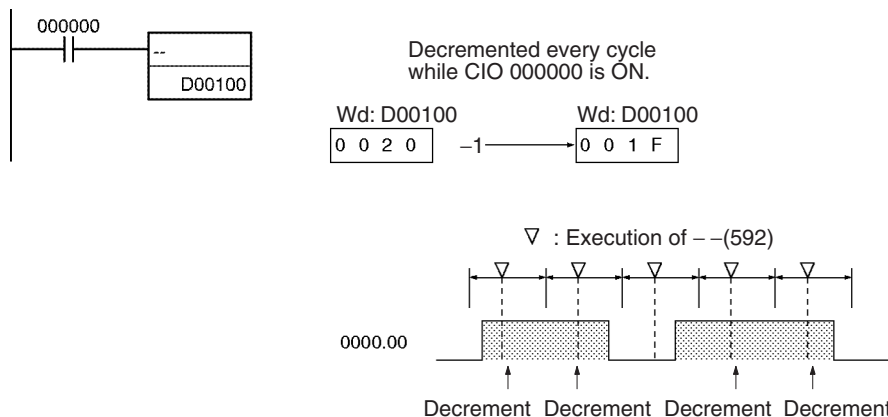 000000
--
D00100
Decremented every cycle
while CIO 000000 is ON.
Wd: D00100 Wd: D00100
0 0 2 0 −1 0 0 1 F
▽ : Execution of − −(592)
0000.00
Decrement Decrement Decrement Decrement